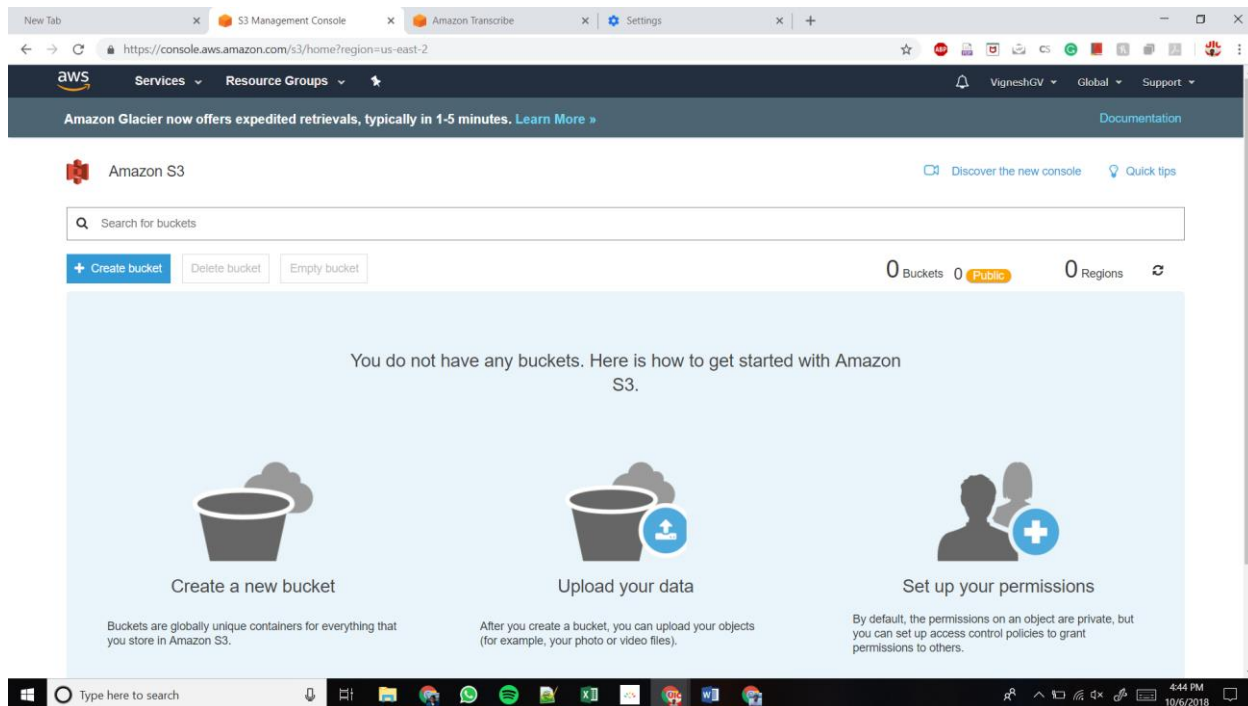 New Tab
S3 Management Console
Amazon Transcribe
Settings
https://console.aws.amazon.com/s3/home?region=us-east-2
aws
Services
Resource Groups
VigneshGV
Global
Support
Amazon Glacier now offers expedited retrievals, typically in 1-5 minutes. Learn More »
Documentation
Amazon S3
Discover the new console
Quick tips
Search for buckets
Create bucket
Delete bucket
Empty bucket
0 Buckets
0 Public
0 Regions
You do not have any buckets. Here is how to get started with Amazon
S3.
Create a new bucket
Buckets are globally unique containers for everything that
you store in Amazon S3.
Upload your data
After you create a bucket, you can upload your objects
(for example, your photo or video files).
Set up your permissions
By default, the permissions on an object are private, but
you can set up access control policies to grant
permissions to others.
Type here to search
4:44 PM
10/6/2018